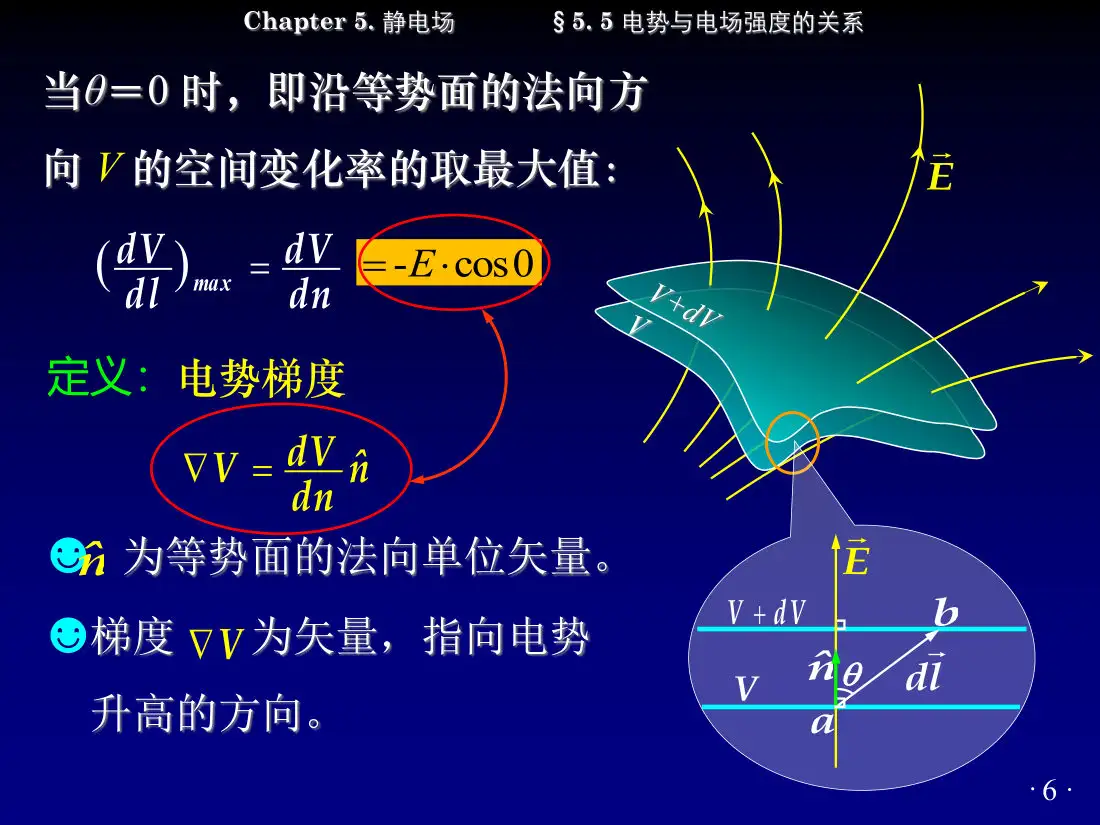 Chapter 5. 静电场 §5.5 电势与电场强度的关系
当θ=0 时，即沿等势面的法向方
向 V 的空间变化率的取最大值：
(dV/dl)max = dV/dn =-E·cos0
定义：电势梯度
∇V = dV/dn n̂
n̂ 为等势面的法向单位矢量。
梯度 ∇V 为矢量，指向电势
升高的方向。
E⃗
V+dV
V
E⃗
V + dV
b
n̂
θ
dl⃗
V
a
·6·